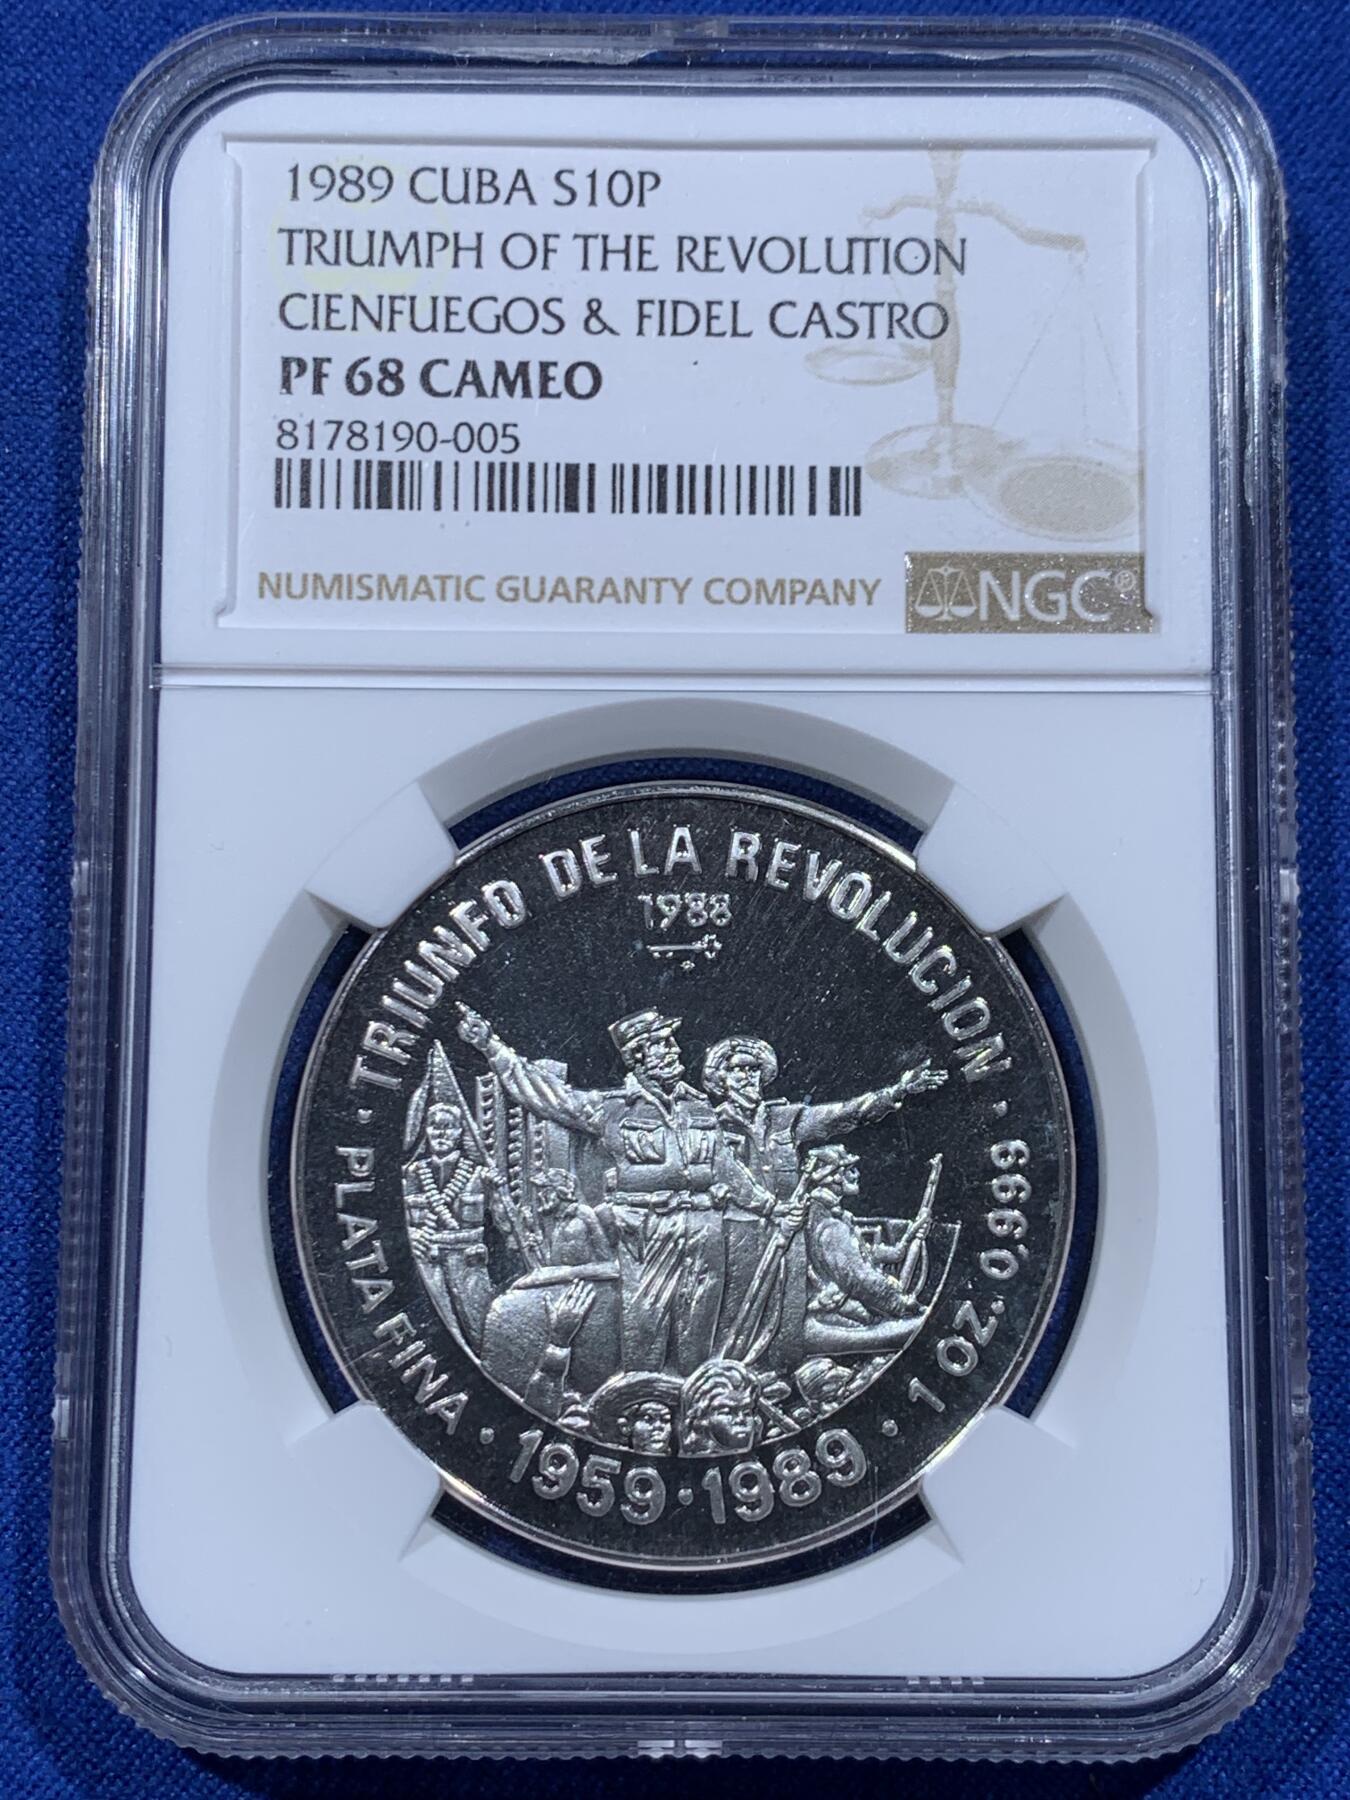 1989 CUBA S10P
TRIUMPH OF THE REVOLUTION
CIENFUEGOS & FIDEL CASTRO
PF 68 CAMEO
8178190-005
NUMISMATIC GUARANTY COMPANY
NGC®
· TRIUNFO DE LA REVOLUCION ·
1988
PLATA FINA · 1959 · 1989 · 1 OZ. 0,999